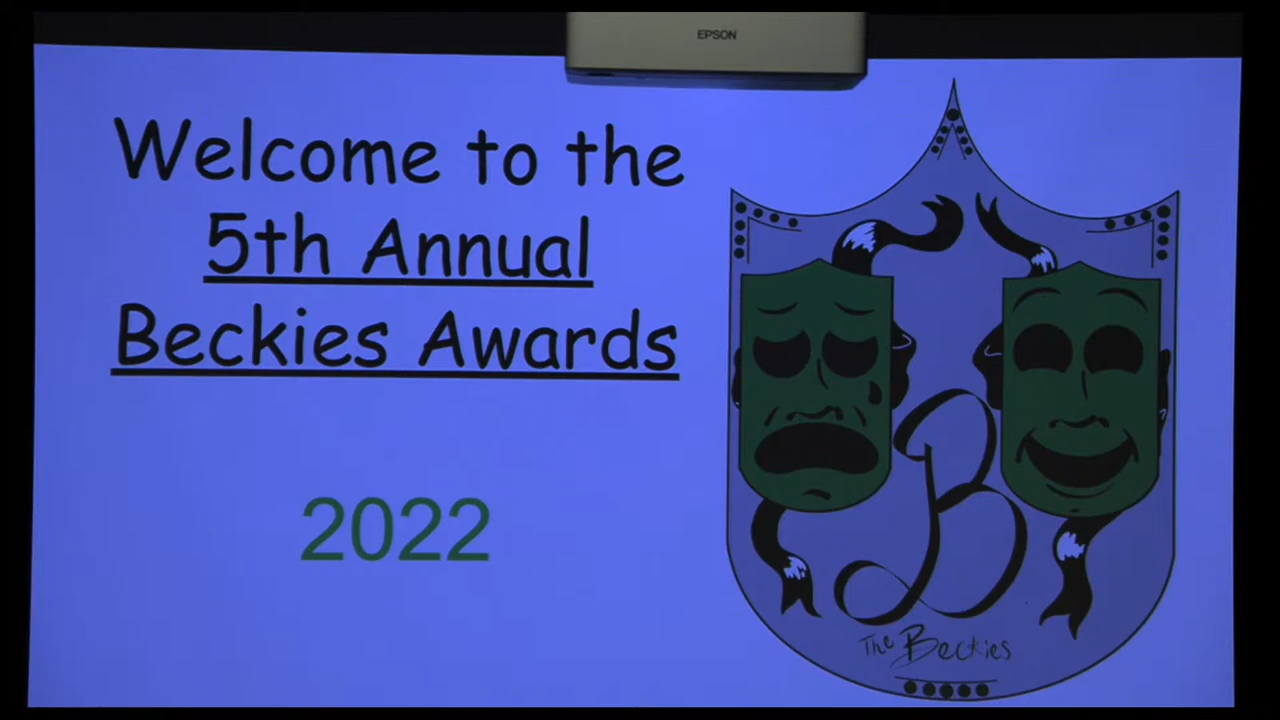 EPSON
Welcome to the
5th Annual
Beckies Awards
2022
B
The Beckies